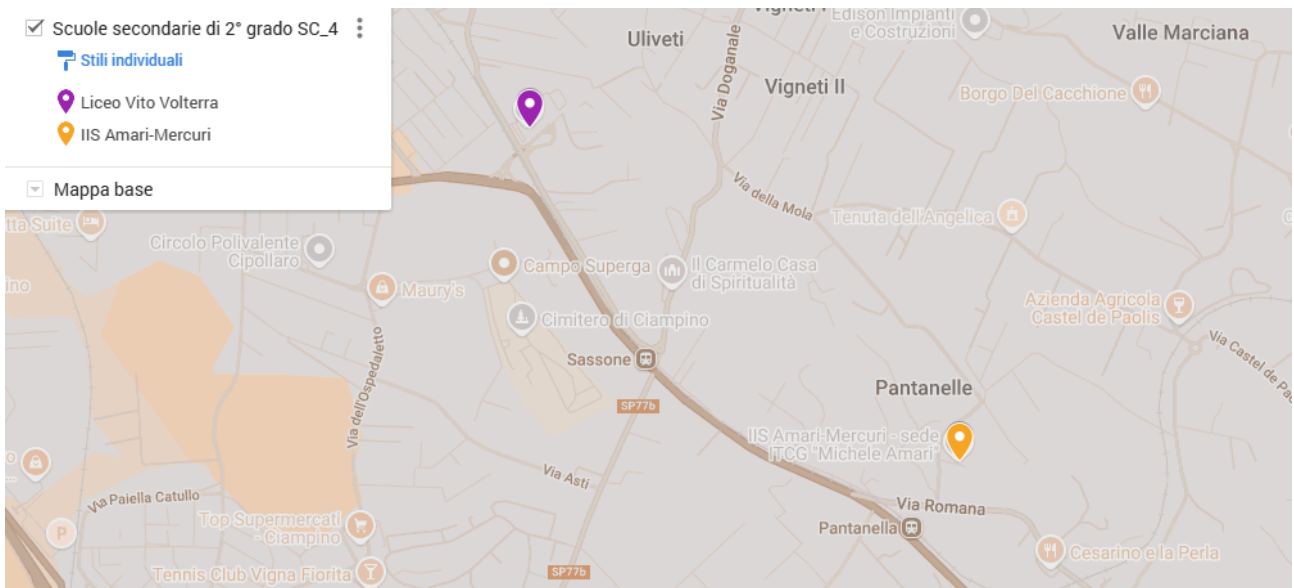 Scuole secondarie di 2° grado SC_4
Stili individuali
Liceo Vito Volterra
IIS Amari-Mercuri
Mappa base
Edison Impianti
e Costruzioni
Uliveti
Valle Marciana
Via Doganale
Vigneti II
Borgo Del Cacchione
Via della Mola
Tenuta dell'Angelica
tta Suite
Circolo Polivalente
Cipollaro
ino
Maury's
Campo Superga
Il Carmelo Casa
di Spiritualità
Cimitero di Ciampino
Azienda Agricola
Castel de Paolis
Via Castel de Pao
Sassone
Via dell'Ospedaletto
Pantanelle
SP77b
IIS Amari-Mercuri - sede
ITCG "Michele Amari"
Via Asti
Via Paiella Catullo
Via Romana
Top Supermercati
- Ciampino
Pantanella
P
Cesarino e la Perla
Tennis Club Vigna Fiorita
SP77b